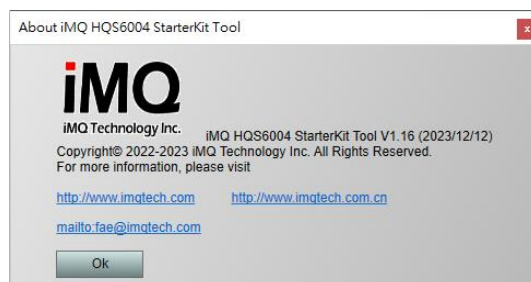 About iMQ HQS6004 StarterKit Tool
x
iMQ
iMQ Technology Inc.
iMQ HQS6004 StarterKit Tool V1.16 (2023/12/12)
Copyright© 2022-2023 iMQ Technology Inc. All Rights Reserved.
For more information, please visit
http://www.imqtech.com http://www.imqtech.com.cn
mailto:fae@imqtech.com
Ok